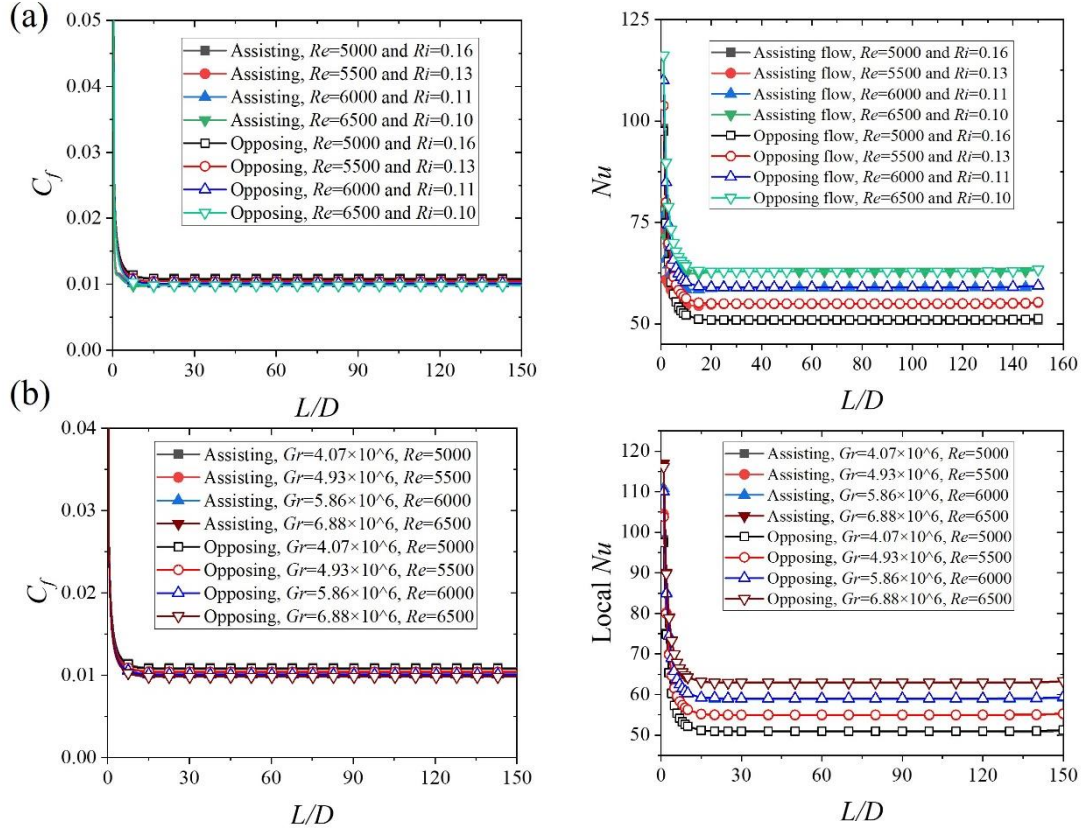 (a)
0.05
0.04
0.03
0.02
0.01
0.00
C_f
Assisting, Re=5000 and Ri=0.16
Assisting, Re=5500 and Ri=0.13
Assisting, Re=6000 and Ri=0.11
Assisting, Re=6500 and Ri=0.10
Opposing, Re=5000 and Ri=0.16
Opposing, Re=5500 and Ri=0.13
Opposing, Re=6000 and Ri=0.11
Opposing, Re=6500 and Ri=0.10
0 30 60 90 120 150
L/D
125
100
75
50
Nu
Assisting flow, Re=5000 and Ri=0.16
Assisting flow, Re=5500 and Ri=0.13
Assisting flow, Re=6000 and Ri=0.11
Assisting flow, Re=6500 and Ri=0.10
Opposing flow, Re=5000 and Ri=0.16
Opposing flow, Re=5500 and Ri=0.13
Opposing flow, Re=6000 and Ri=0.11
Opposing flow, Re=6500 and Ri=0.10
0 20 40 60 80 100 120 140 160
L/D
(b)
0.04
0.03
0.02
0.01
0.00
C_f
Assisting, Gr=4.07×10^6, Re=5000
Assisting, Gr=4.93×10^6, Re=5500
Assisting, Gr=5.86×10^6, Re=6000
Assisting, Gr=6.88×10^6, Re=6500
Opposing, Gr=4.07×10^6, Re=5000
Opposing, Gr=4.93×10^6, Re=5500
Opposing, Gr=5.86×10^6, Re=6000
Opposing, Gr=6.88×10^6, Re=6500
0 30 60 90 120 150
L/D
120
110
100
90
80
70
60
50
Local Nu
Assisting, Gr=4.07×10^6, Re=5000
Assisting, Gr=4.93×10^6, Re=5500
Assisting, Gr=5.86×10^6, Re=6000
Assisting, Gr=6.88×10^6, Re=6500
Opposing, Gr=4.07×10^6, Re=5000
Opposing, Gr=4.93×10^6, Re=5500
Opposing, Gr=5.86×10^6, Re=6000
Opposing, Gr=6.88×10^6, Re=6500
0 30 60 90 120 150
L/D